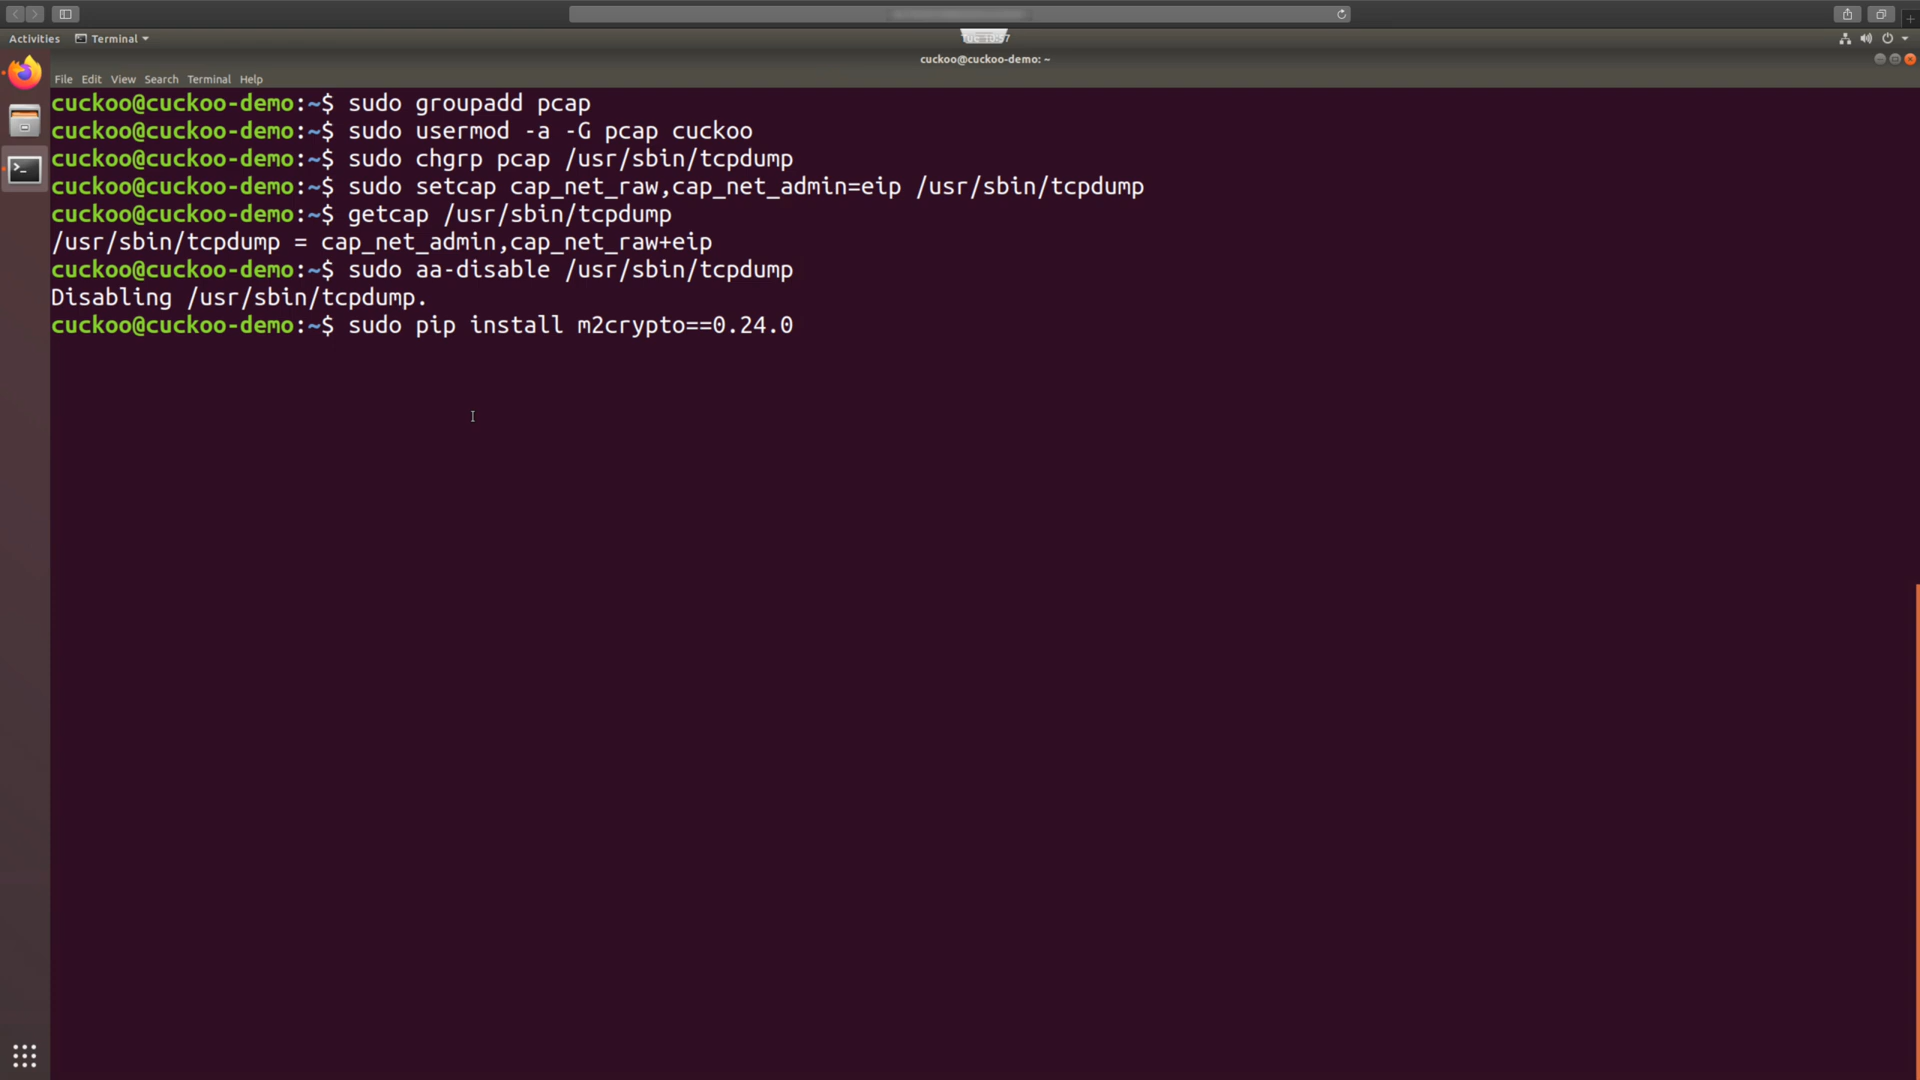 Activities Terminal
cuckoo@cuckoo-demo: ~
File Edit View Search Terminal Help
cuckoo@cuckoo-demo:~$ sudo groupadd pcap
cuckoo@cuckoo-demo:~$ sudo usermod -a -G pcap cuckoo
cuckoo@cuckoo-demo:~$ sudo chgrp pcap /usr/sbin/tcpdump
cuckoo@cuckoo-demo:~$ sudo setcap cap_net_raw,cap_net_admin=eip /usr/sbin/tcpdump
cuckoo@cuckoo-demo:~$ getcap /usr/sbin/tcpdump
/usr/sbin/tcpdump = cap_net_admin,cap_net_raw+eip
cuckoo@cuckoo-demo:~$ sudo aa-disable /usr/sbin/tcpdump
Disabling /usr/sbin/tcpdump.
cuckoo@cuckoo-demo:~$ sudo pip install m2crypto==0.24.0